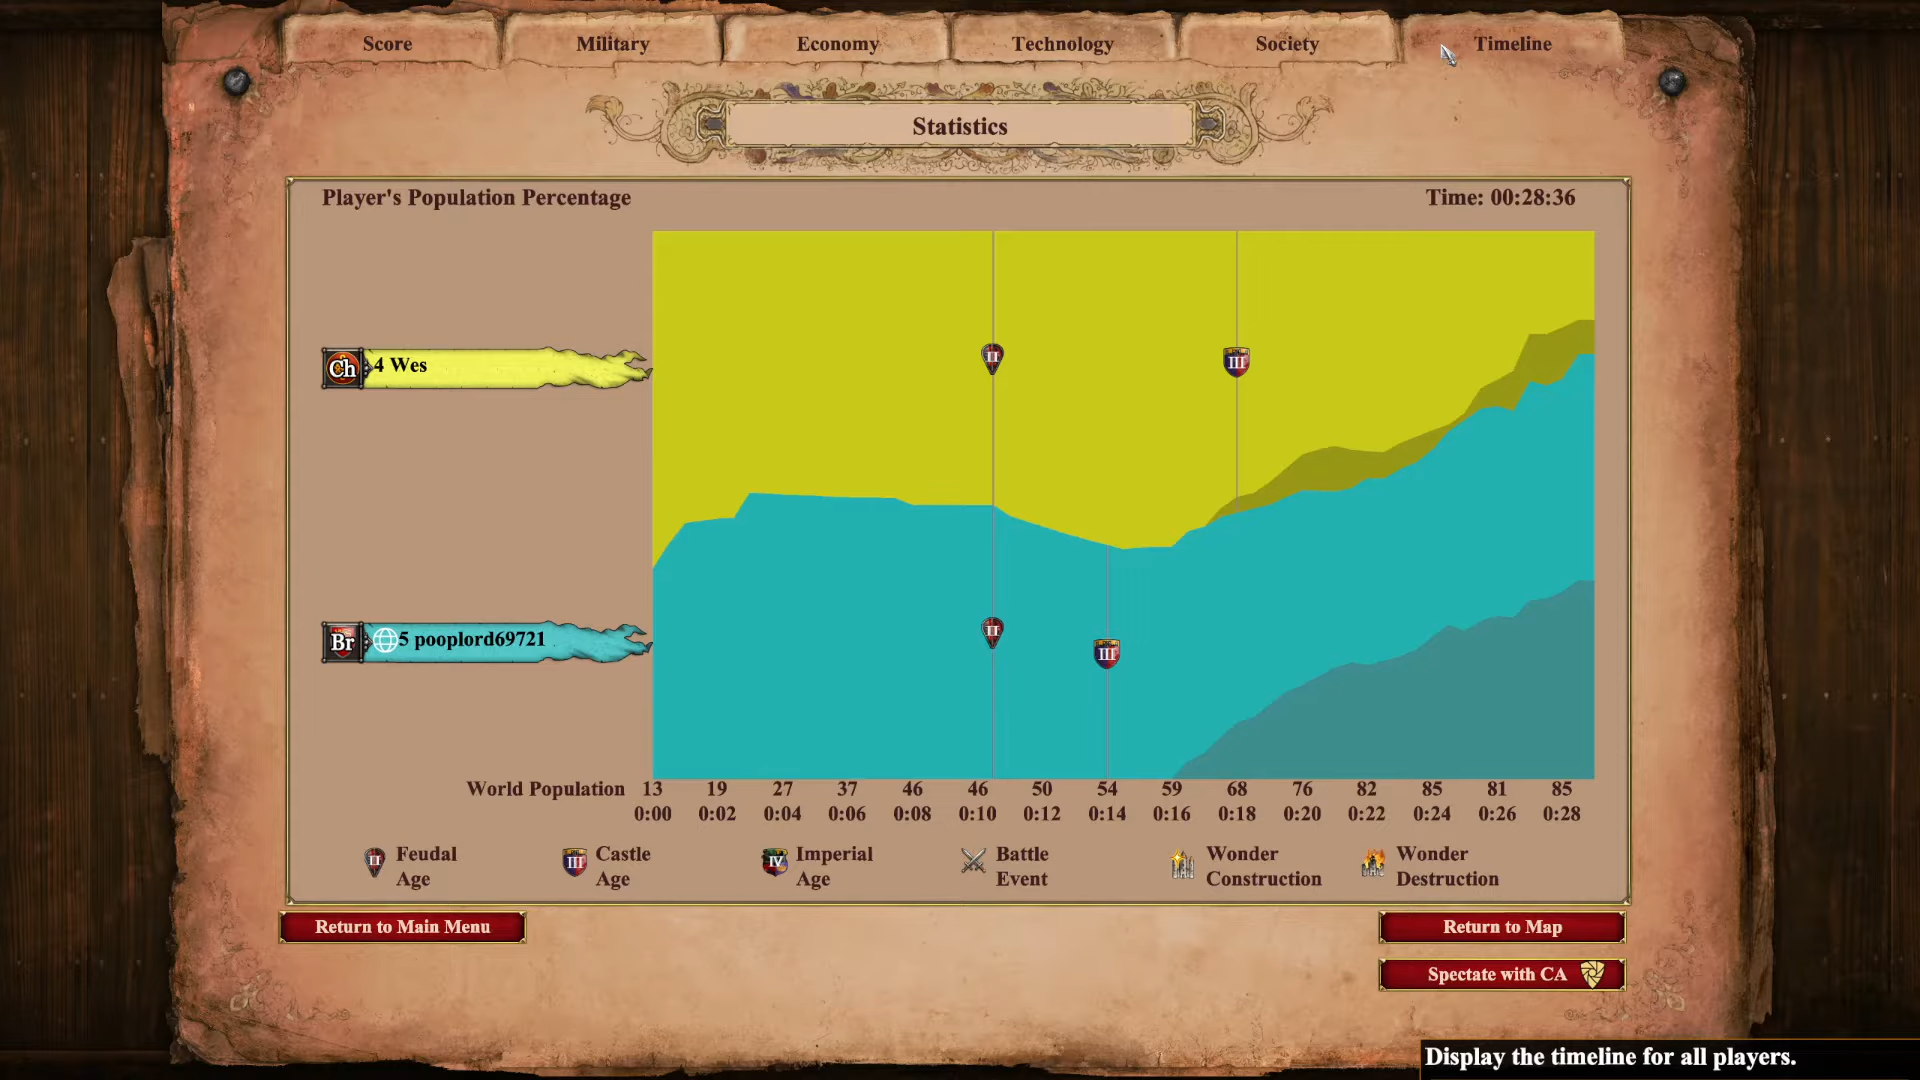 Score Military Economy Technology Society Timeline
Statistics
Player's Population Percentage Time: 00:28:36
Ch 4 Wes
II III
Br 5 pooplord69721
II III
World Population 13 19 27 37 46 46 50 54 59 68 76 82 85 81 85
0:00 0:02 0:04 0:06 0:08 0:10 0:12 0:14 0:16 0:18 0:20 0:22 0:24 0:26 0:28
II Feudal Age
III Castle Age
IV Imperial Age
Battle Event
Wonder Construction
Wonder Destruction
Return to Main Menu Return to Map
Spectate with CA
Display the timeline for all players.